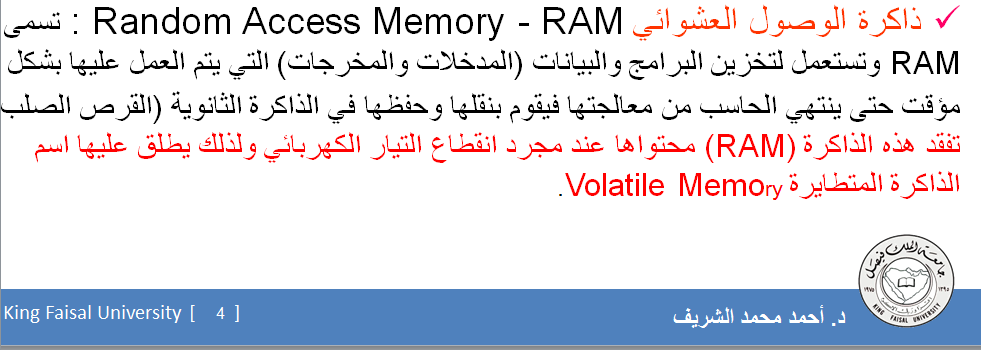 ✓ ذاكرة الوصول العشوائي Random Access Memory - RAM : تسمى
RAM وتستعمل لتخزين البرامج والبيانات (المدخلات والمخرجات) التي يتم العمل عليها بشكل
مؤقت حتى ينتهي الحاسب من معالجتها فيقوم بنقلها وحفظها في الذاكرة الثانوية (القرص الصلب
تفقد هذه الذاكرة (RAM) محتواها عند مجرد انقطاع التيار الكهربائي ولذلك يطلق عليها اسم
الذاكرة المتطايرة Volatile Memory.
جامعة الملك فيصل
١٩٧٥ ١٣٩٥
KING FAISAL UNIVERSITY
د. أحمد محمد الشريف
King Faisal University [ 4 ]